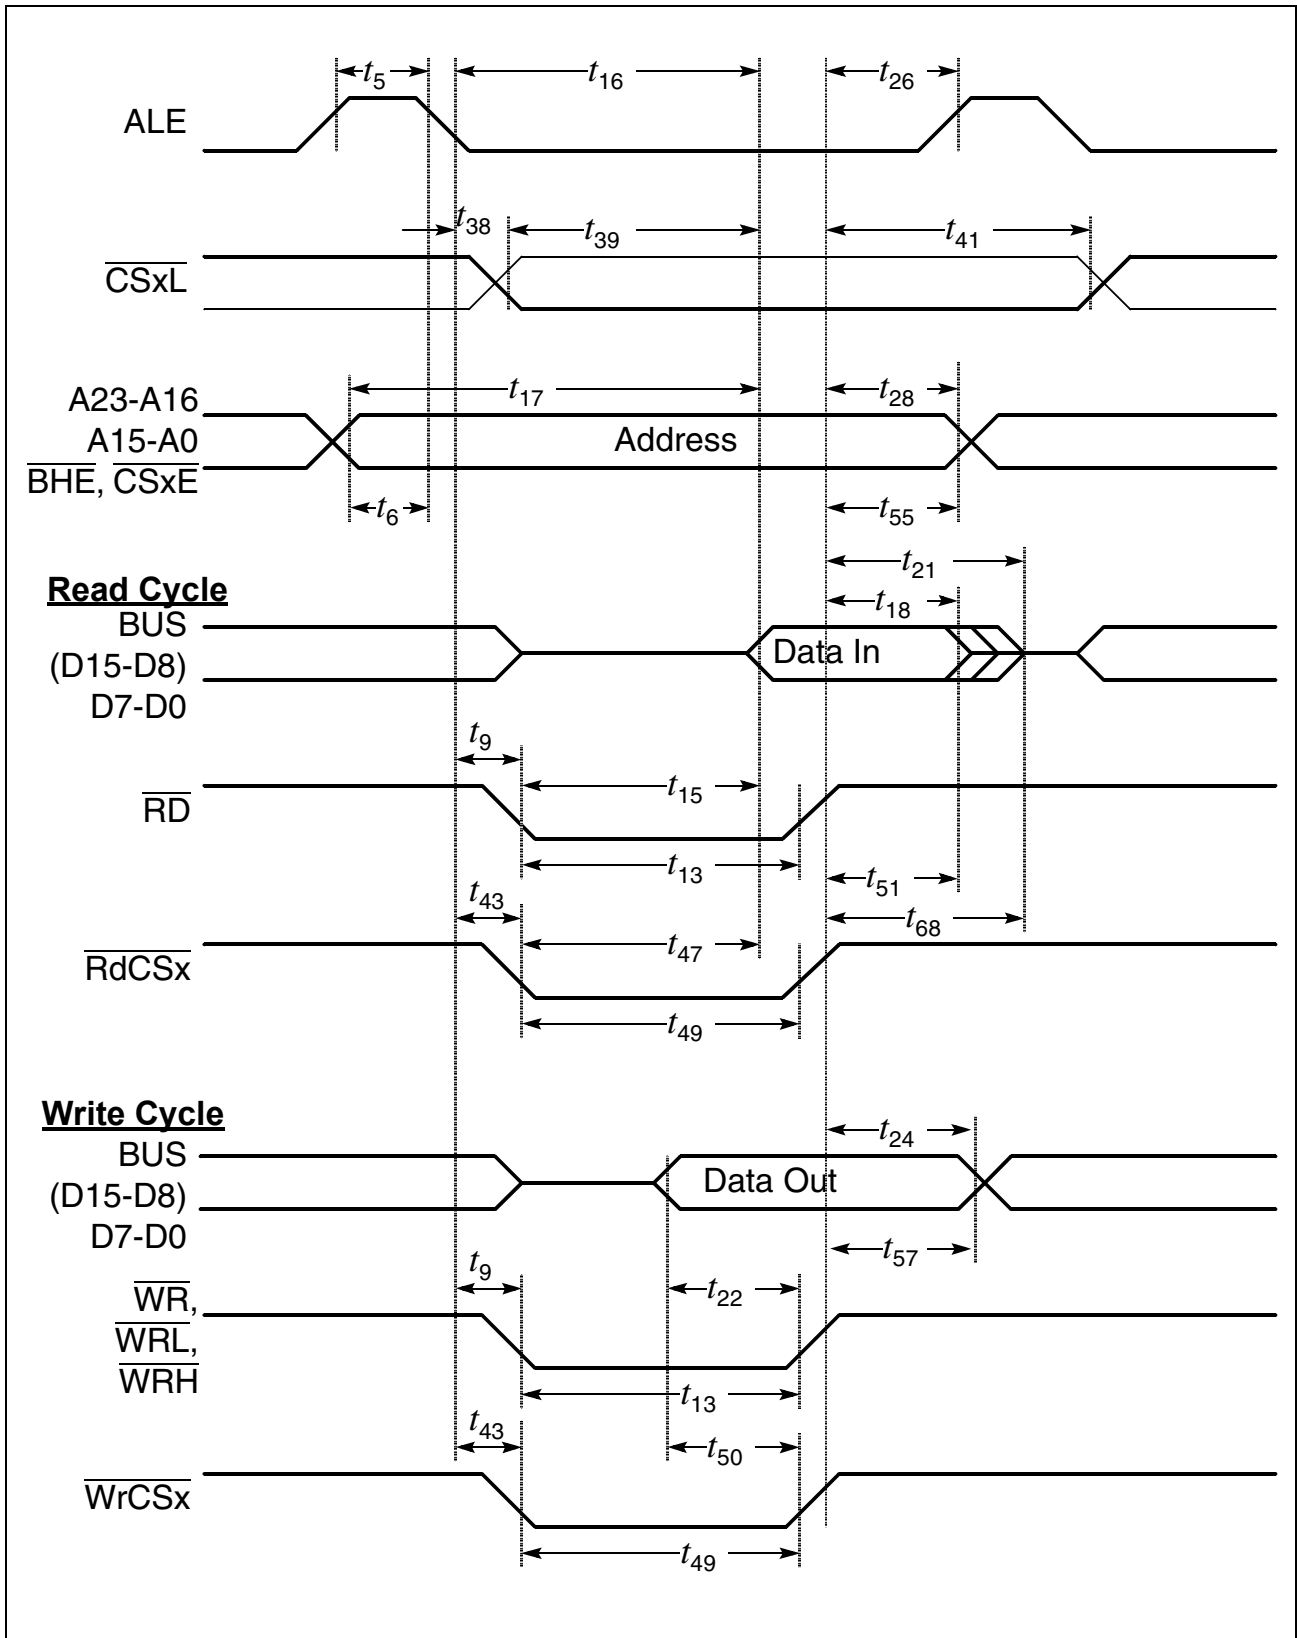 t5 t16 t26
ALE
t38 t39 t41
CSxL
t17 t28
A23-A16
A15-A0 Address
BHE, CSxE
t6 t55
t21
Read Cycle
t18
BUS
(D15-D8) Data In
D7-D0
t9
t15
RD
t13
t51
t43
t68
t47
RdCSx
t49
Write Cycle
t24
BUS
(D15-D8) Data Out
D7-D0
t57
t9
t22
WR,
WRL,
WRH
t13
t43
t50
WrCSx
t49